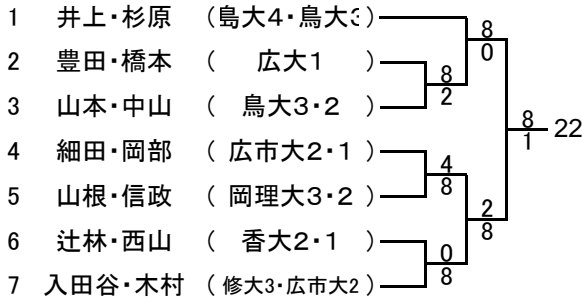 1 井上・杉原 (島大4・鳥大3
2 豊田・橋本 ( 広大1 )
3 山本・中山 ( 鳥大3・2 )
4 細田・岡部 ( 広市大2・1 )
5 山根・信政 ( 岡理大3・2 )
6 辻林・西山 ( 香大2・1 )
7 入田谷・木村 ( 修大3・広市大2 )
8
0
8
2
8
1
22
4
8
2
8
0
8